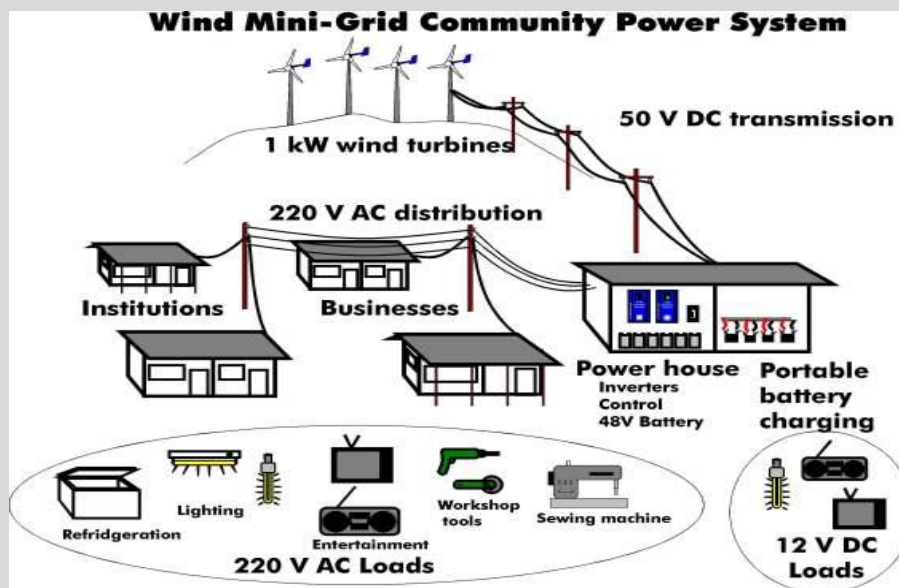 Wind Mini-Grid Community Power System
50 V DC transmission
1 kW wind turbines
220 V AC distribution
Institutions
Businesses
Power house
Inverters
Control
48V Battery
Portable
battery
charging
Refridgeration
Lighting
Entertainment
Workshop
tools
Sewing machine
220 V AC Loads
12 V DC
Loads